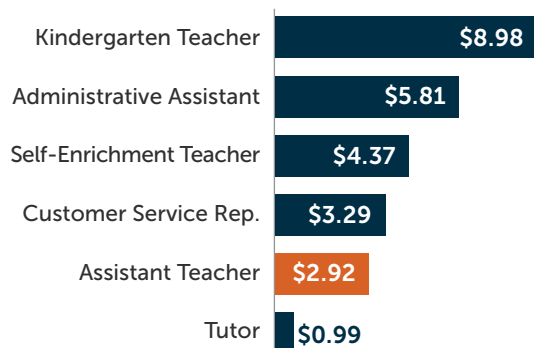 Kindergarten Teacher $8.98
Administrative Assistant $5.81
Self-Enrichment Teacher $4.37
Customer Service Rep. $3.29
Assistant Teacher $2.92
Tutor $0.99